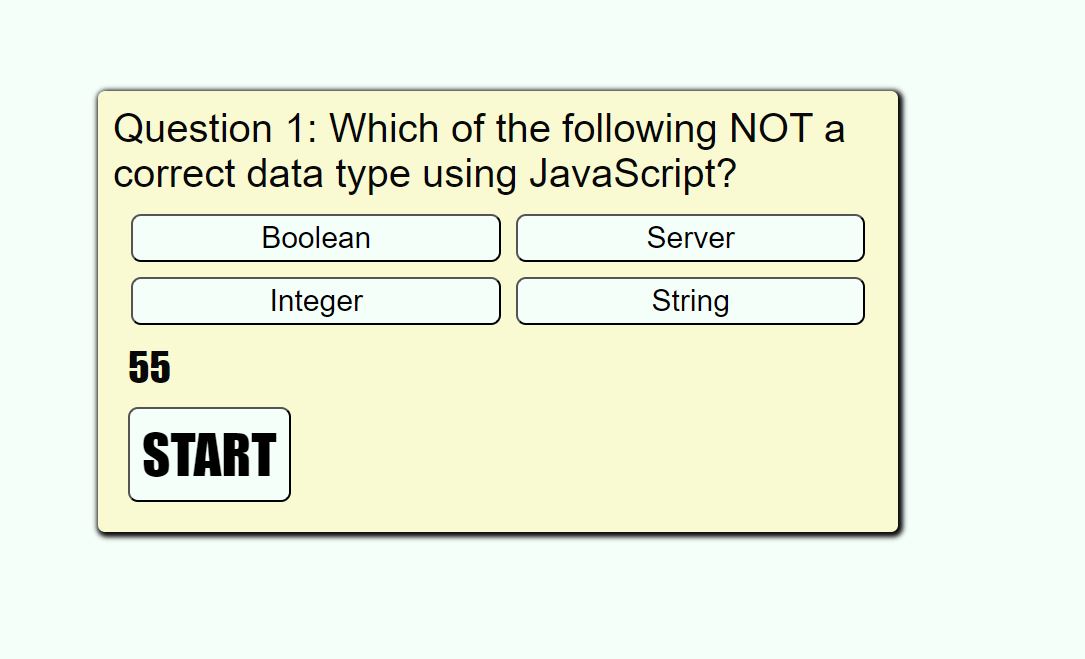 Question 1: Which of the following NOT a
correct data type using JavaScript?
Boolean
Server
Integer
String
55
START